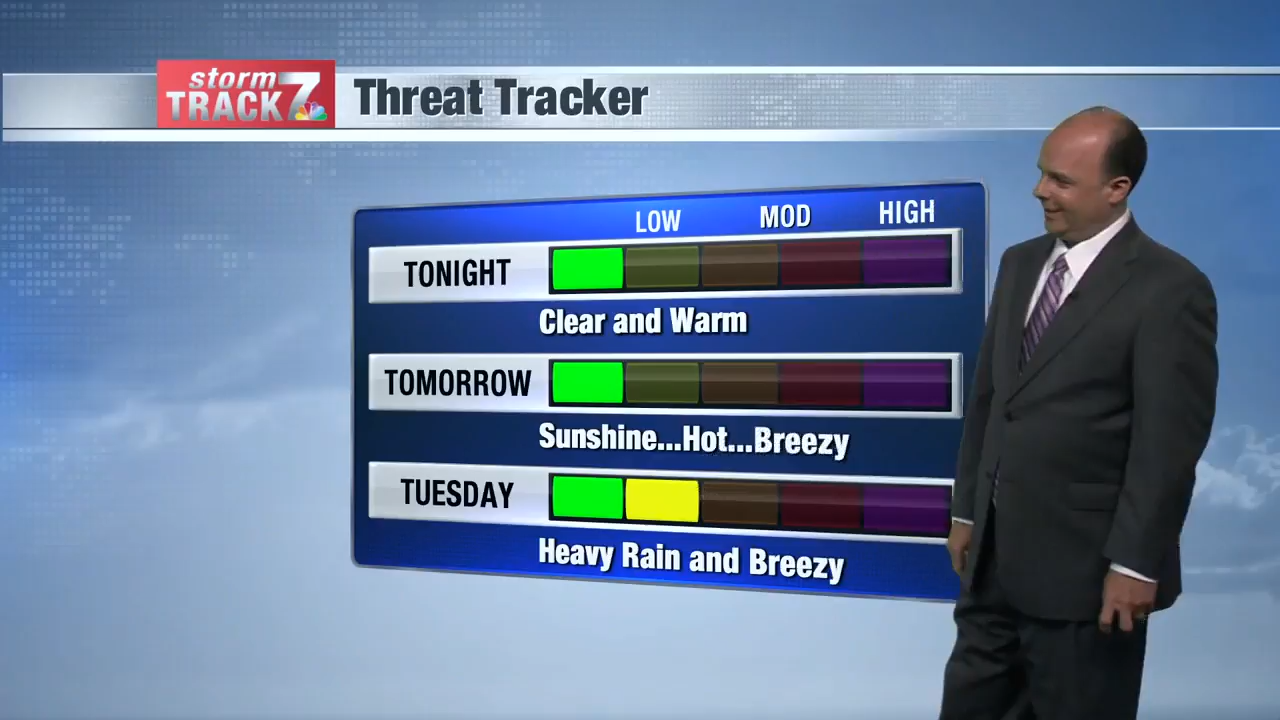 storm
TRACK 7
Threat Tracker
LOW MOD HIGH
TONIGHT
Clear and Warm
TOMORROW
Sunshine...Hot...Breezy
TUESDAY
Heavy Rain and Breezy